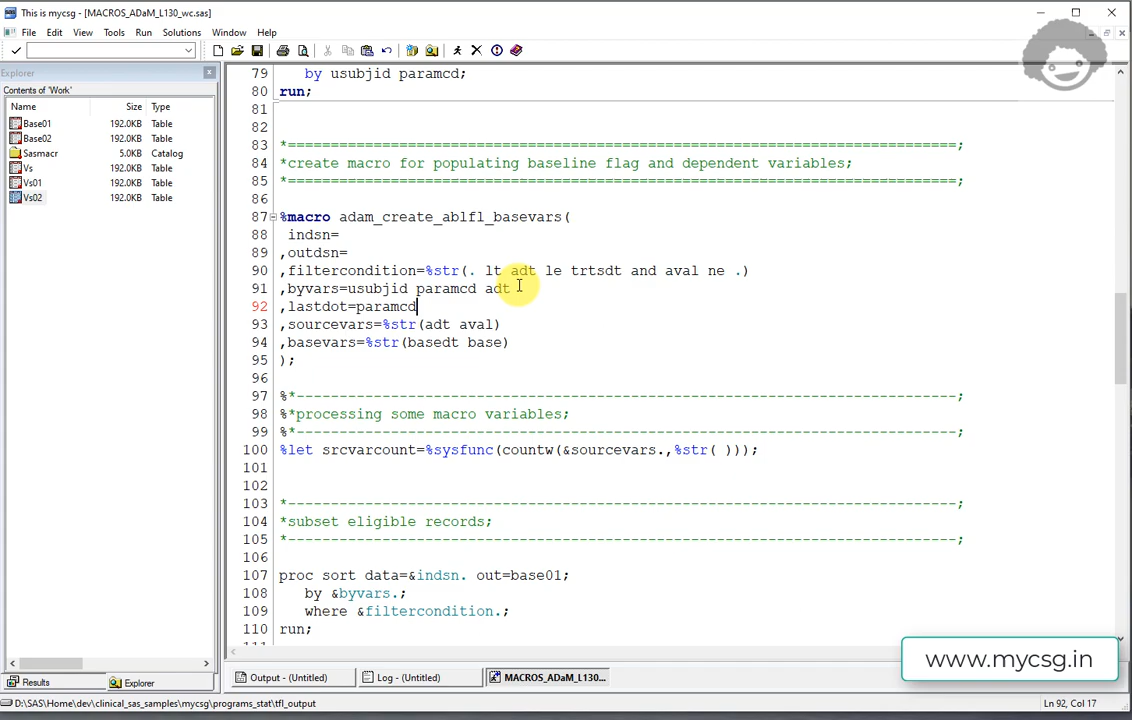 This is mycsg - [MACROS_ADaM_L130_wc.sas]
File Edit View Tools Run Solutions Window Help
Explorer
Contents of 'Work'
Name Size Type
Base01 192.0KB Table
Base02 192.0KB Table
Sasmacr 5.0KB Catalog
Vs 192.0KB Table
Vs01 192.0KB Table
Vs02 192.0KB Table
79 by usubjid paramcd;
80 run;
81
82
83 *===============================================================================;
84 *create macro for populating baseline flag and dependent variables;
85 *===============================================================================;
86
87 %macro adam_create_ablfl_basevars(
88 indsn=
89 ,outdsn=
90 ,filtercondition=%str(. lt adt le trtsdt and aval ne .)
91 ,byvars=usubjid paramcd adt
92 ,lastdot=paramcd
93 ,sourcevars=%str(adt aval)
94 ,basevars=%str(basedt base)
95 );
96
97 %*------------------------------------------------------------------------------;
98 %*processing some macro variables;
99 %*------------------------------------------------------------------------------;
100 %let srcvarcount=%sysfunc(countw(&sourcevars.,%str( )));
101
102
103 *-------------------------------------------------------------------------------;
104 *subset eligible records;
105 *-------------------------------------------------------------------------------;
106
107 proc sort data=&indsn. out=base01;
108 by &byvars.;
109 where &filtercondition.;
110 run;
www.mycsg.in
Results Explorer Output - (Untitled) Log - (Untitled) MACROS_ADaM_L130...
D:\SAS\Home\dev\clinical_sas_samples\mycsg\programs_stat\tfl_output Ln 92, Col 17